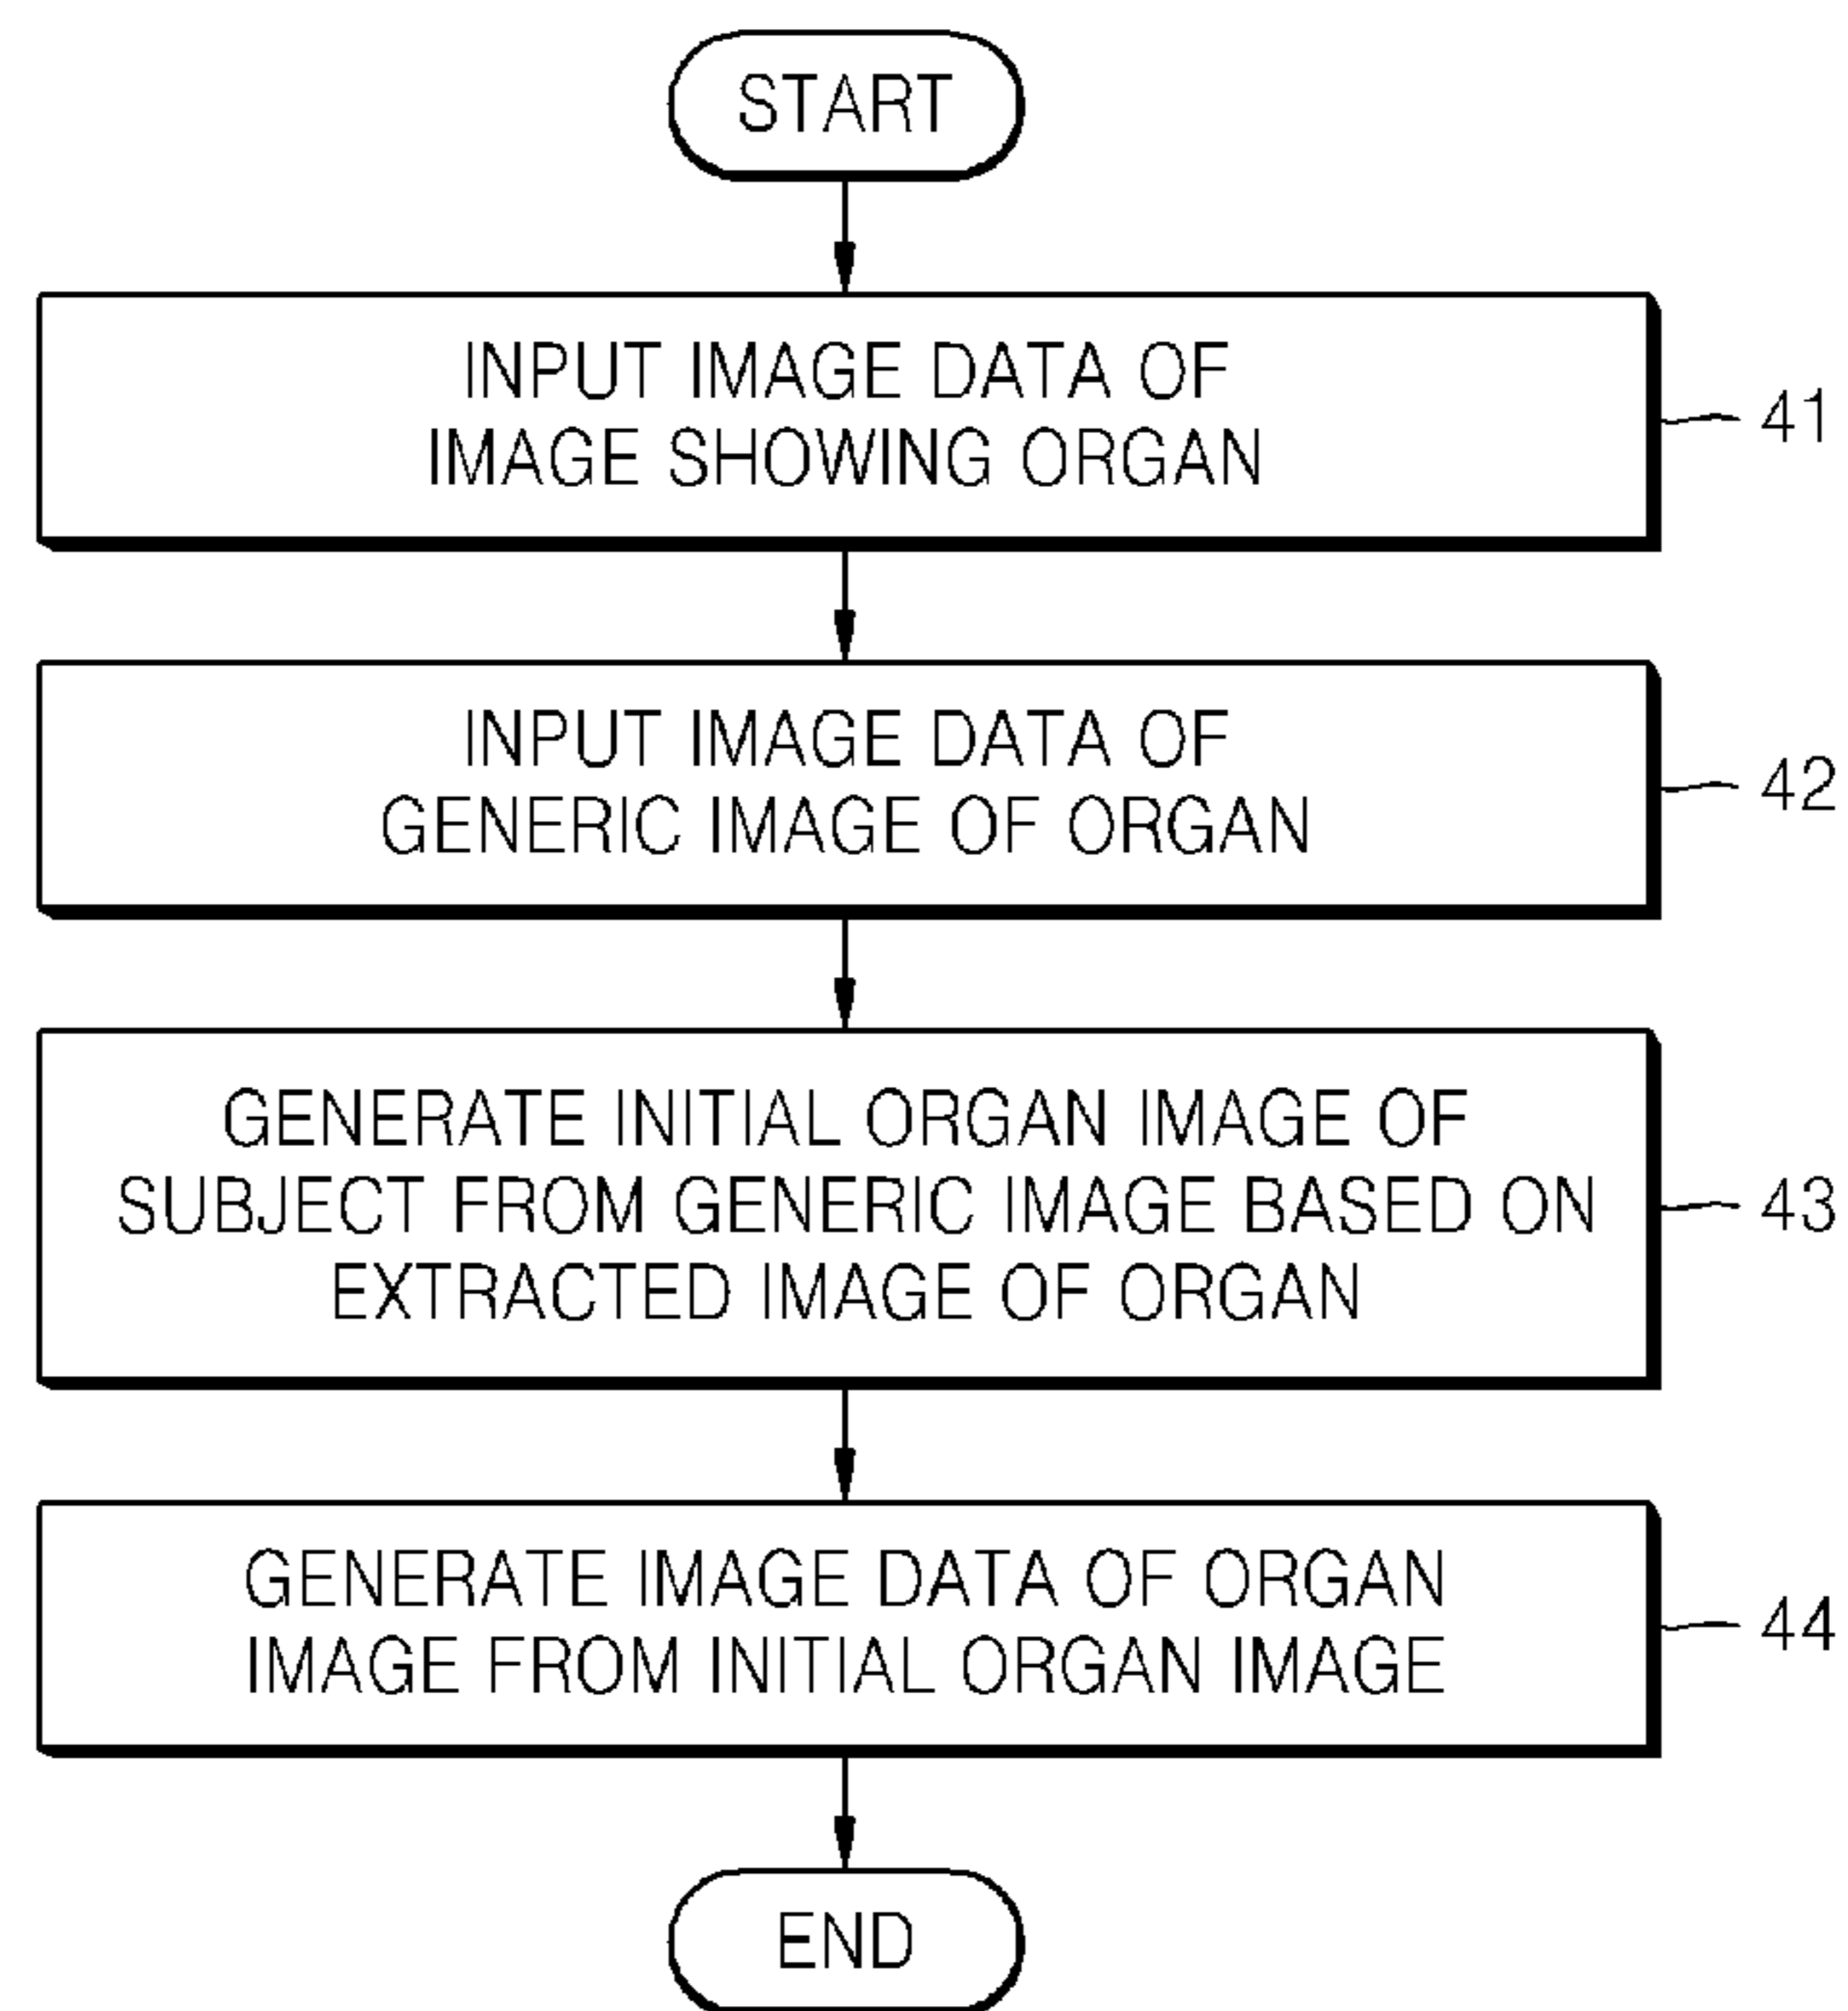 START
INPUT IMAGE DATA OF
IMAGE SHOWING ORGAN
41
INPUT IMAGE DATA OF
GENERIC IMAGE OF ORGAN
42
GENERATE INITIAL ORGAN IMAGE OF
SUBJECT FROM GENERIC IMAGE BASED ON
EXTRACTED IMAGE OF ORGAN
43
GENERATE IMAGE DATA OF ORGAN
IMAGE FROM INITIAL ORGAN IMAGE
44
END